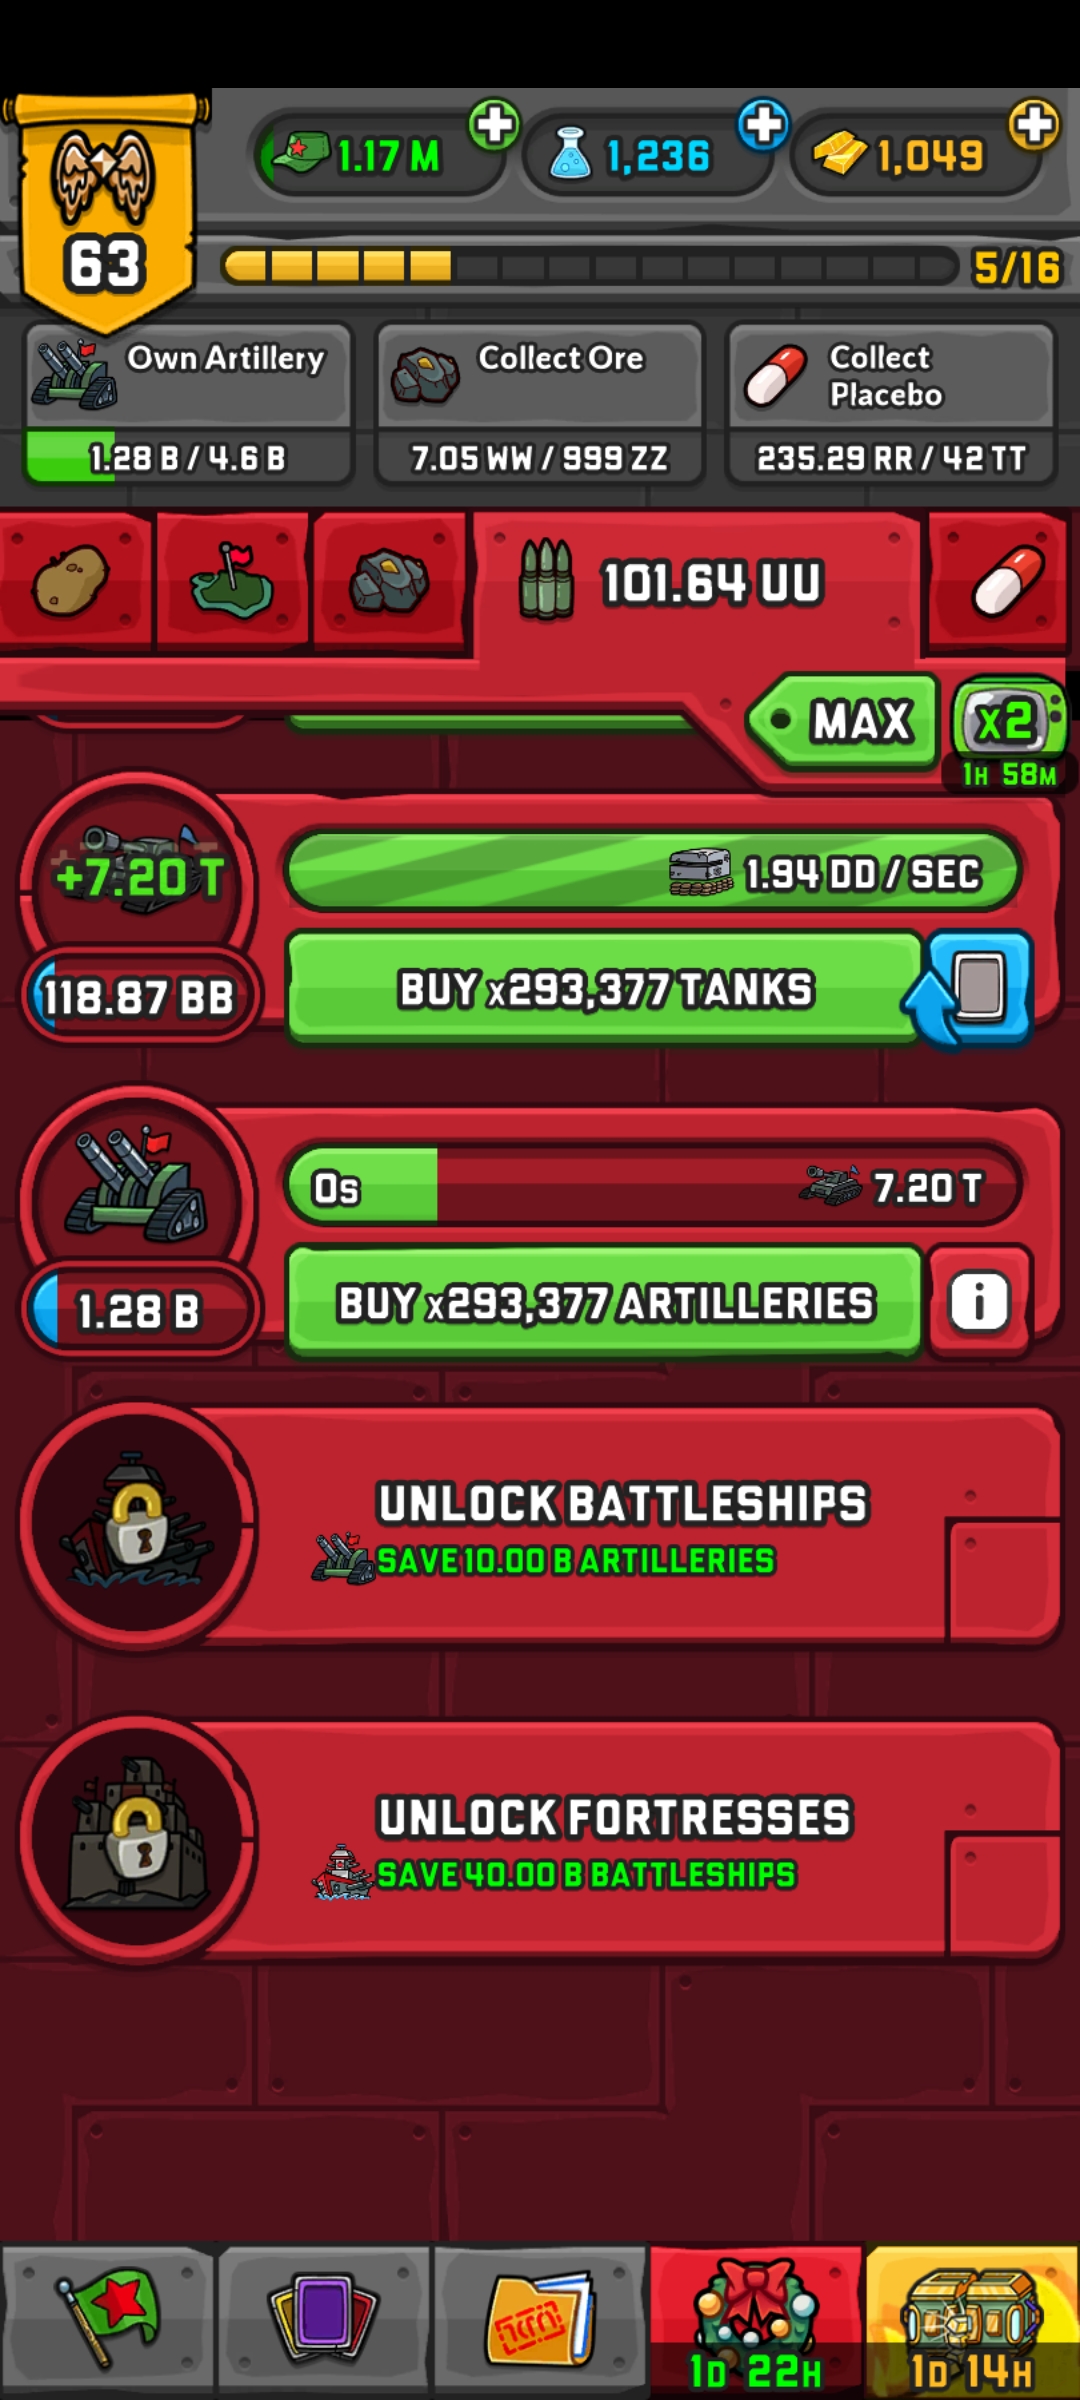 1.17 M
1,236
1,049
63
5/16
Own Artillery
1.28 B / 4.6 B
Collect Ore
7.05 WW / 999 ZZ
Collect
Placebo
235.29 RR / 42 TT
101.64 UU
MAX
x2
1H 58M
+7.20 T
1.94 DD / SEC
118.87 BB
BUY x293,377 TANKS
0s
7.20 T
1.28 B
BUY x293,377 ARTILLERIES
i
UNLOCK BATTLESHIPS
SAVE 10.00 B ARTILLERIES
UNLOCK FORTRESSES
SAVE 40.00 B BATTLESHIPS
1D 22H
1D 14H